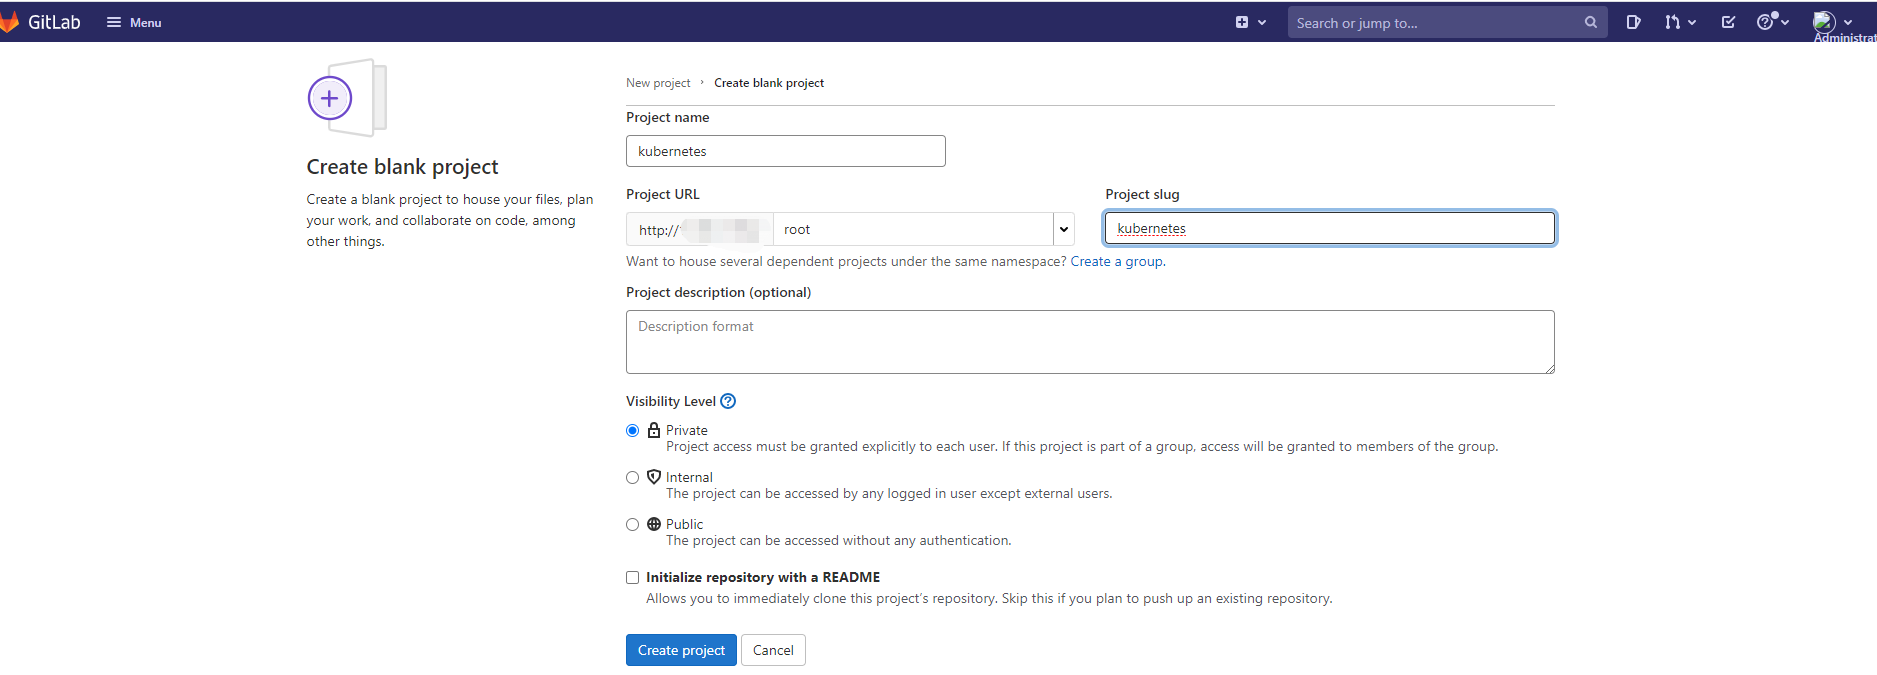 GitLab
Menu
Search or jump to...
Administrat
Create blank project
Create a blank project to house your files, plan
your work, and collaborate on code, among
other things.
New project › Create blank project
Project name
kubernetes
Project URL
Project slug
http://
root
kubernetes
Want to house several dependent projects under the same namespace? Create a group.
Project description (optional)
Description format
Visibility Level
Private
Project access must be granted explicitly to each user. If this project is part of a group, access will be granted to members of the group.
Internal
The project can be accessed by any logged in user except external users.
Public
The project can be accessed without any authentication.
Initialize repository with a README
Allows you to immediately clone this project's repository. Skip this if you plan to push up an existing repository.
Create project
Cancel